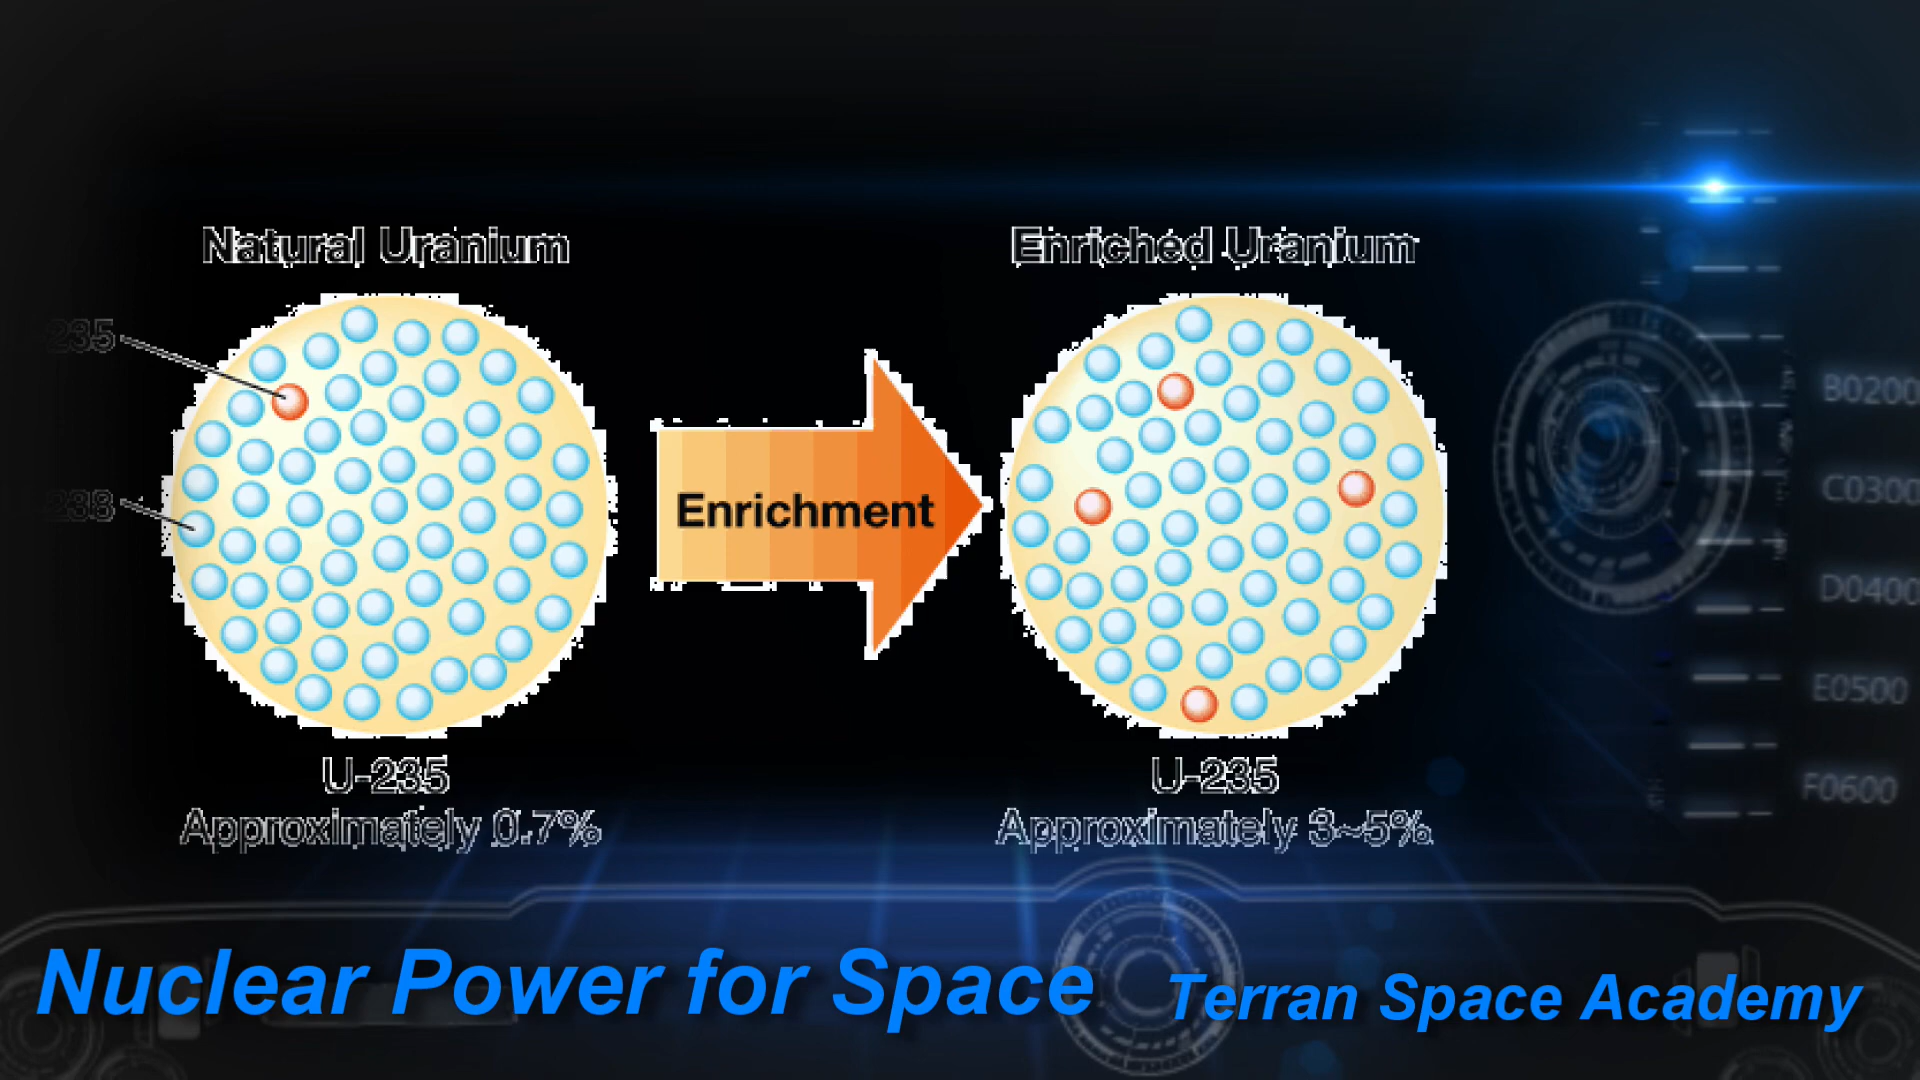 Natural Uranium
Enriched Uranium
235
238
Enrichment
U-235
Approximately 0.7%
U-235
Approximately 3~5%
B0200
C0300
D0400
E0500
F0600
Nuclear Power for Space
Terran Space Academy